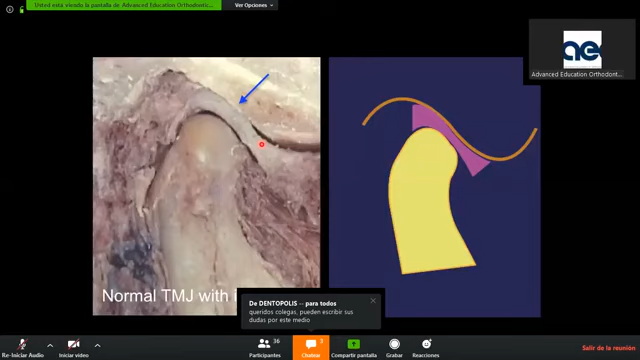 Usted está viendo la pantalla de Advanced Education Orthodontic...
Ver Opciones
ae
Advanced Education Orthodont...
Normal TMJ with
De DENTOPOLIS -- para todos
queridos colegas, pueden escribir sus
dudas por este medio
36
3
Re-Iniciar Audio
Iniciar video
Participantes
Chatear
Compartir pantalla
Grabar
Reacciones
Salir de la reunión